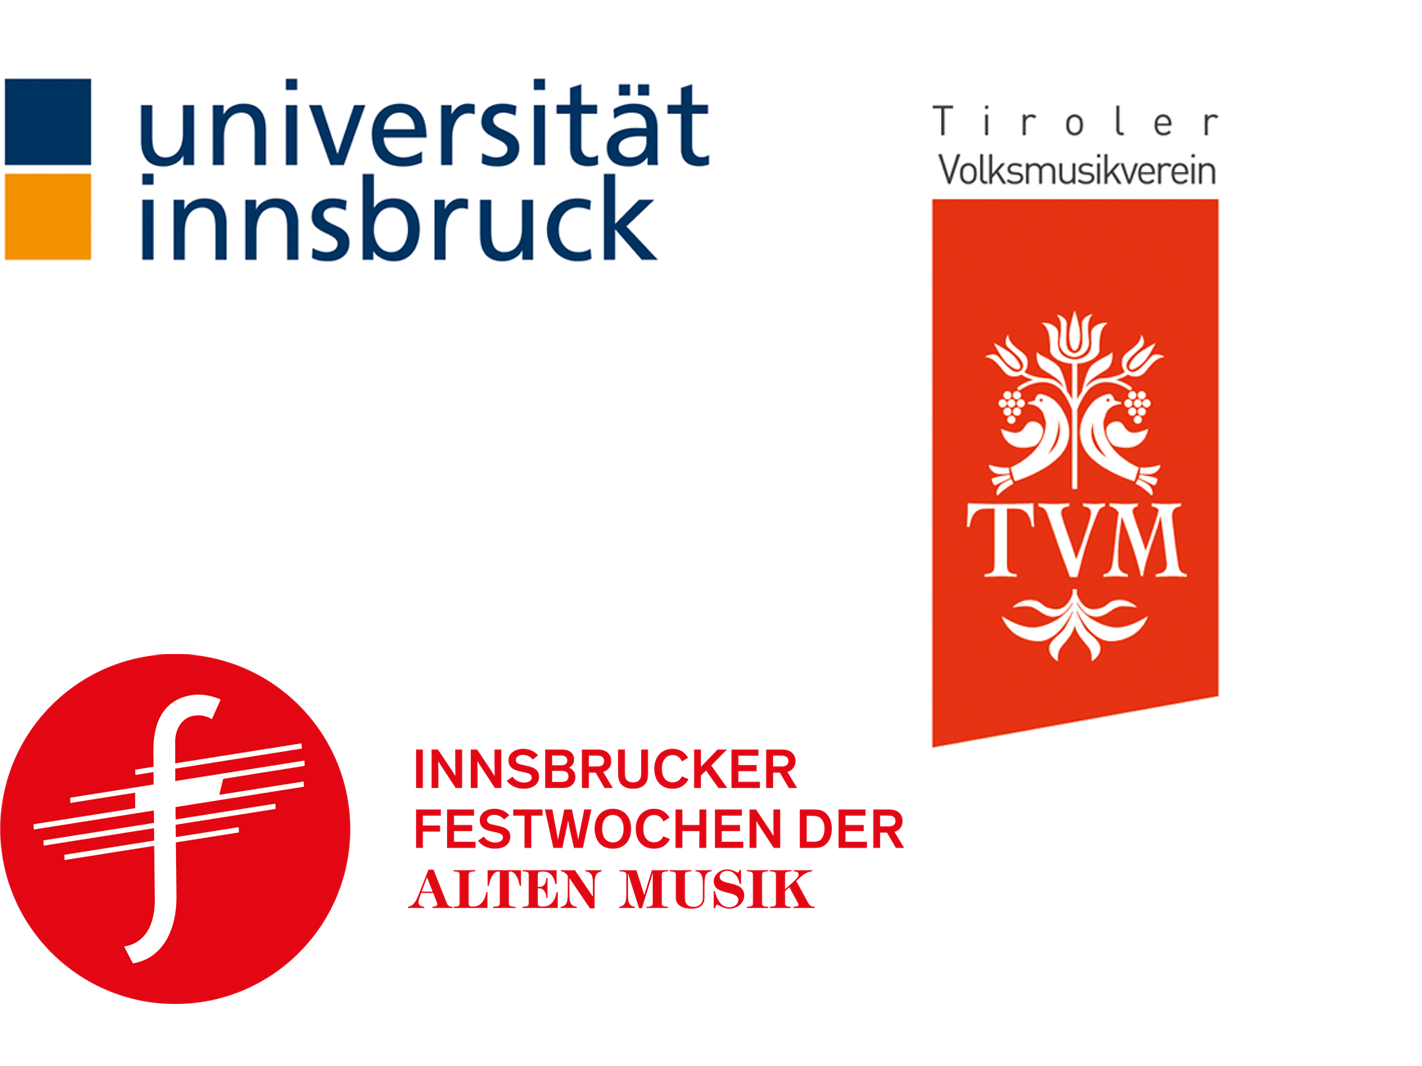 universität
innsbruck
Tiroler
Volksmusikverein
TVM
f
INNSBRUCKER
FESTWOCHEN DER
ALTEN MUSIK